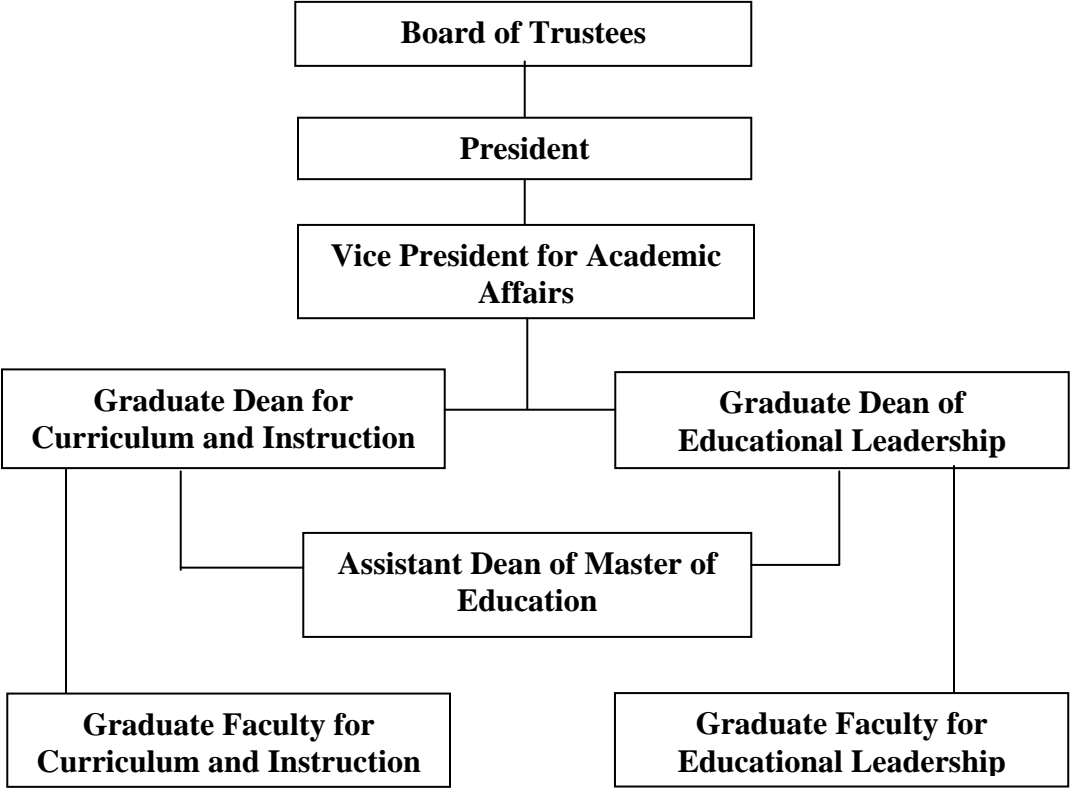 Board of Trustees
President
Vice President for Academic
Affairs
Graduate Dean for
Curriculum and Instruction
Graduate Dean of
Educational Leadership
Assistant Dean of Master of
Education
Graduate Faculty for
Curriculum and Instruction
Graduate Faculty for
Educational Leadership